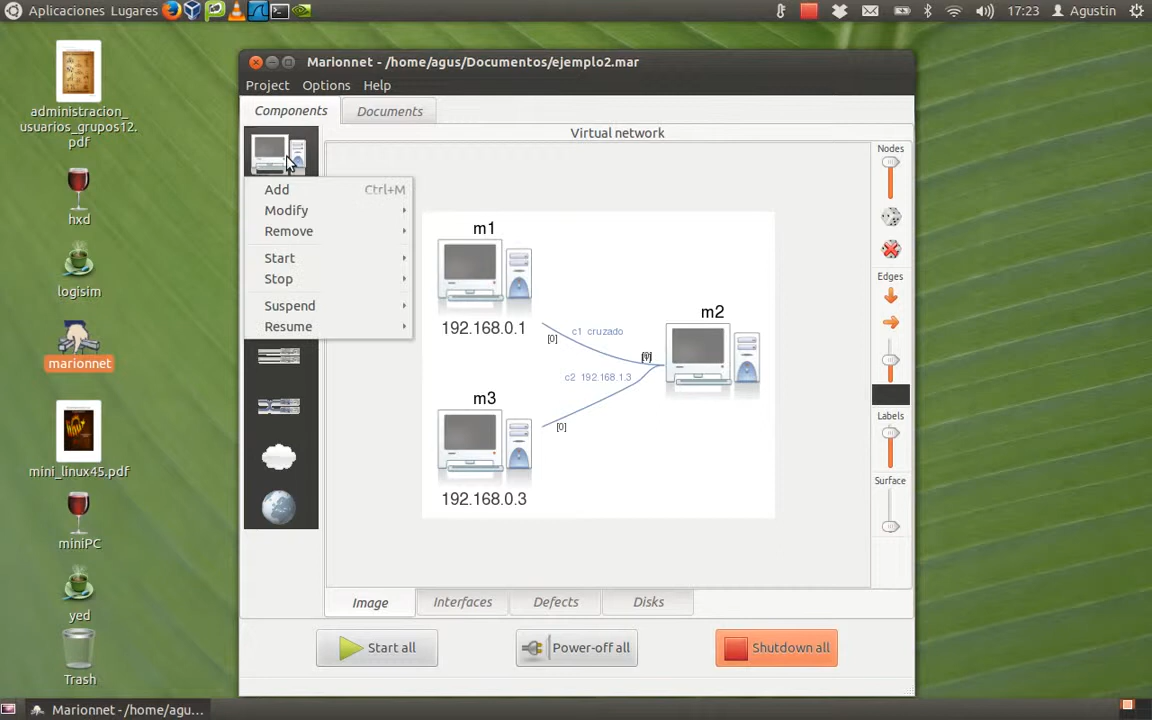 Aplicaciones Lugares
17:23
Agustin
administracion_
usuarios_grupos12.
pdf
hxd
logisim
marionnet
mini_linux45.pdf
miniPC
yed
Trash
Marionnet - /home/agus/Documentos/ejemplo2.mar
Project Options Help
Components Documents
Virtual network
Add Ctrl+M
Modify
Remove
Start
Stop
Suspend
Resume
m1
192.168.0.1
[0]
c1 cruzado
m2
c2 192.168.1.3
m3
[0]
192.168.0.3
Nodes
Edges
Labels
Surface
Image Interfaces Defects Disks
Start all Power-off all Shutdown all
Marionnet - /home/agu...